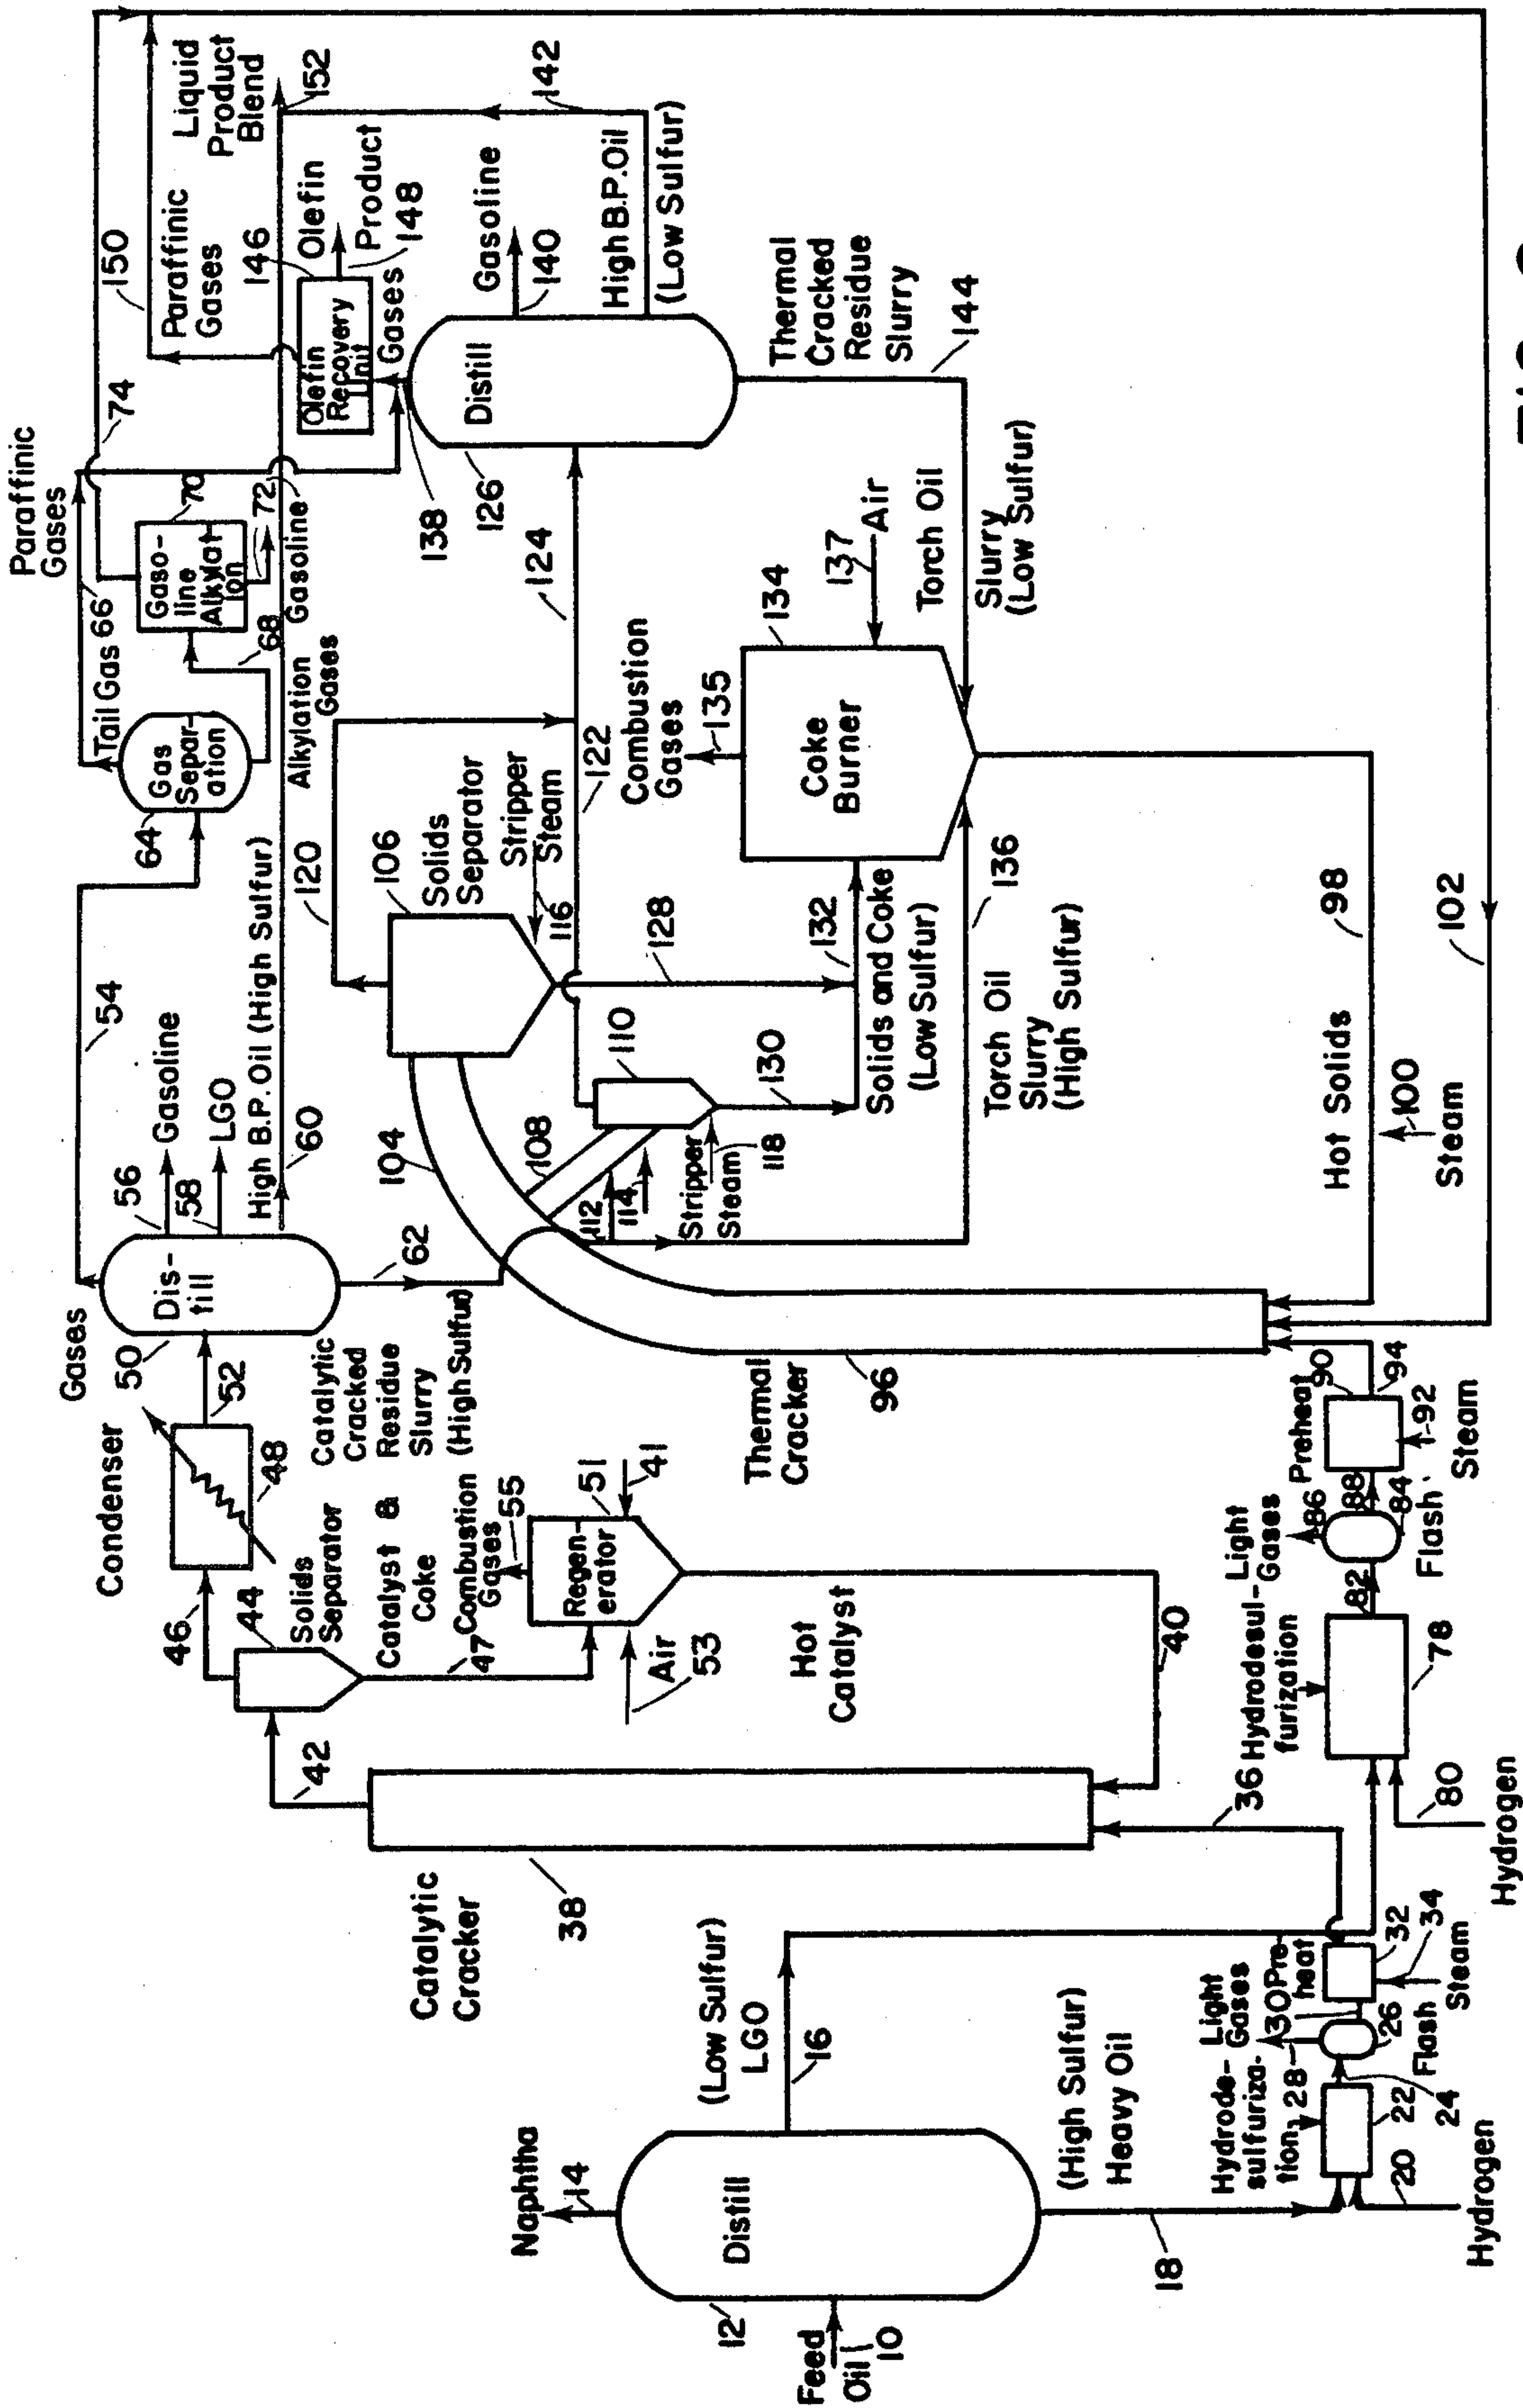 Feed
Oil
10
12
Distill
Naphtha
14
(Low Sulfur)
LGO
16
(High Sulfur)
Heavy Oil
18
Hydrogen
20
Hydrode-
sulfuriza-
tion
22
24
Light
Gases
28
26
Flash
30
Pre-
heat
32
34
Steam
36
Catalytic
Cracker
38
40
Hot
Catalyst
42
44
Solids
Separator
46
Catalyst &
Coke
47
Condenser
48
Regen-
erator
51
41
Air
53
Combustion
Gases
55
50
52
Dis-
till
Gases
54
56
Gasoline
58
LGO
High B.P. Oil (High Sulfur)
60
62
Catalytic
Cracked
Residue
Slurry
(High Sulfur)
64
Gas
Separ-
ation
Tail Gas
66
Paraffinic
Gases
68
Alkylation
Gases
Gaso-
line
Alkylat-
ion
70
72
Gasoline
74
Hydrodesul-
furization
78
80
Hydrogen
82
Light
Gases
86
84
Flash
88
Preheat
90
92
Steam
94
Thermal
Cracker
96
98
Hot Solids
100
Steam
102
104
106
Solids
Separator
108
110
112
114
Stripper
Steam
116
Stripper
Steam
118
120
122
124
126
Distill
128
130
132
Solids and Coke
(Low Sulfur)
Coke
Burner
134
Combustion
Gases
135
Torch Oil
Slurry
(High Sulfur)
136
137
Air
Torch Oil
Slurry
(Low Sulfur)
138
Gases
Gasoline
140
High B.P. Oil
(Low Sulfur)
142
Thermal
Cracked
Residue
Slurry
144
Olefin
Recovery
Unit
146
Olefin
Product
148
Paraffinic
Gases
150
Liquid
Product
Blend
152